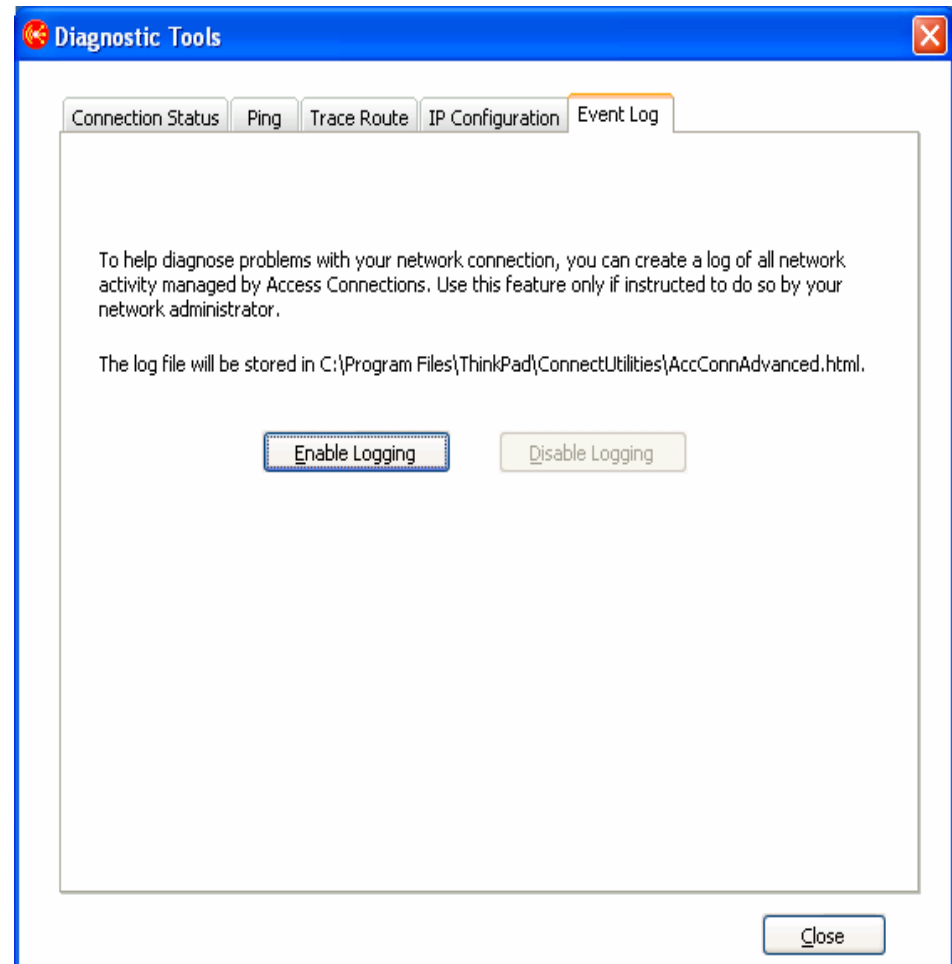 Diagnostic Tools
Connection Status Ping Trace Route IP Configuration Event Log
To help diagnose problems with your network connection, you can create a log of all network
activity managed by Access Connections. Use this feature only if instructed to do so by your
network administrator.
The log file will be stored in C:\Program Files\ThinkPad\ConnectUtilities\AccConnAdvanced.html.
Enable Logging Disable Logging
Close